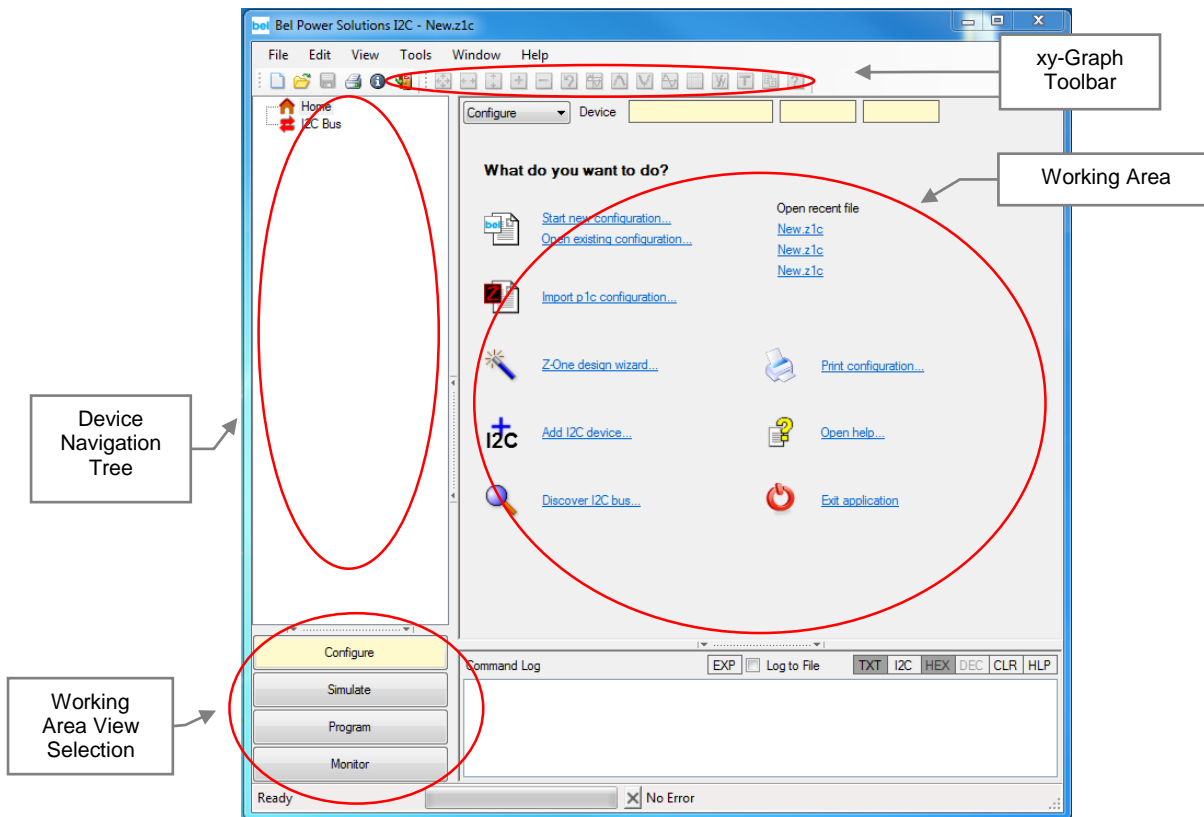 bel Bel Power Solutions I2C - New.z1c
File Edit View Tools Window Help
xy-Graph
Toolbar
Home
I2C Bus
Configure Device
What do you want to do?
Working Area
bel
Start new configuration...
Open existing configuration...
Open recent file
New.z1c
New.z1c
New.z1c
Z
Import p1c configuration...
Z-One design wizard...
Print configuration...
Device
Navigation
Tree
I2C
Add I2C device...
Open help...
Discover I2C bus...
Exit application
Configure
Simulate
Program
Monitor
Working
Area View
Selection
Command Log EXP Log to File TXT I2C HEX DEC CLR HLP
Ready No Error